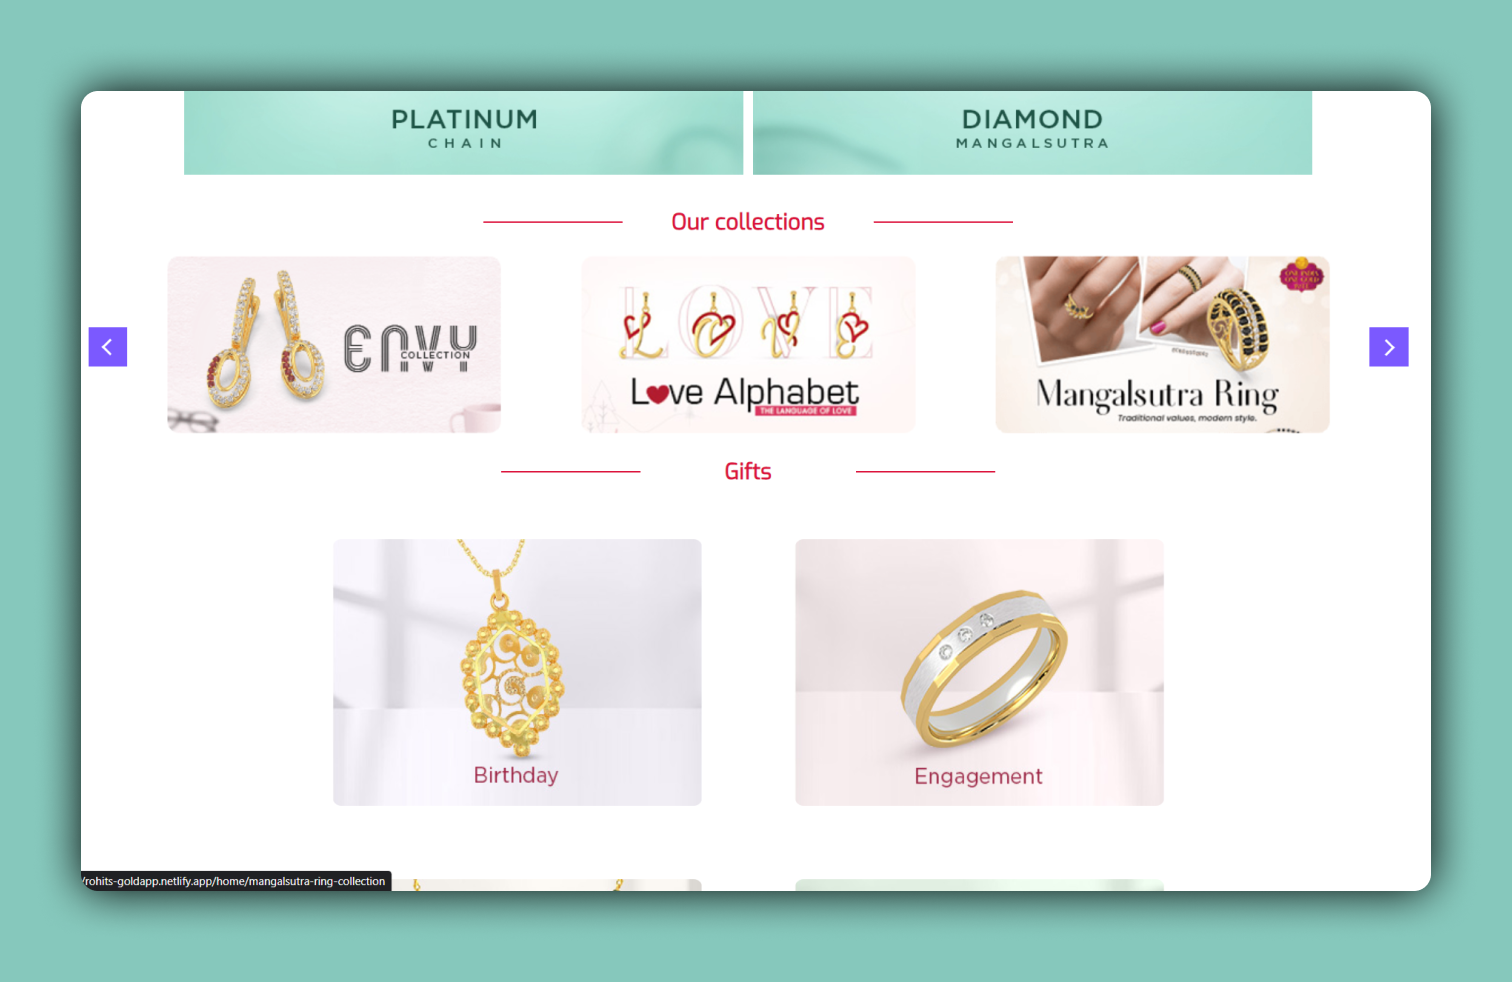 PLATINUM
CHAIN
DIAMOND
MANGALSUTRA
Our collections
ENVY
COLLECTION
LOVE
Love Alphabet
THE LANGUAGE OF LOVE
Mangalsutra Ring
Traditional values, modern style.
Gifts
Birthday
Engagement
/rohits-goldapp.netlify.app/home/mangalsutra-ring-collection